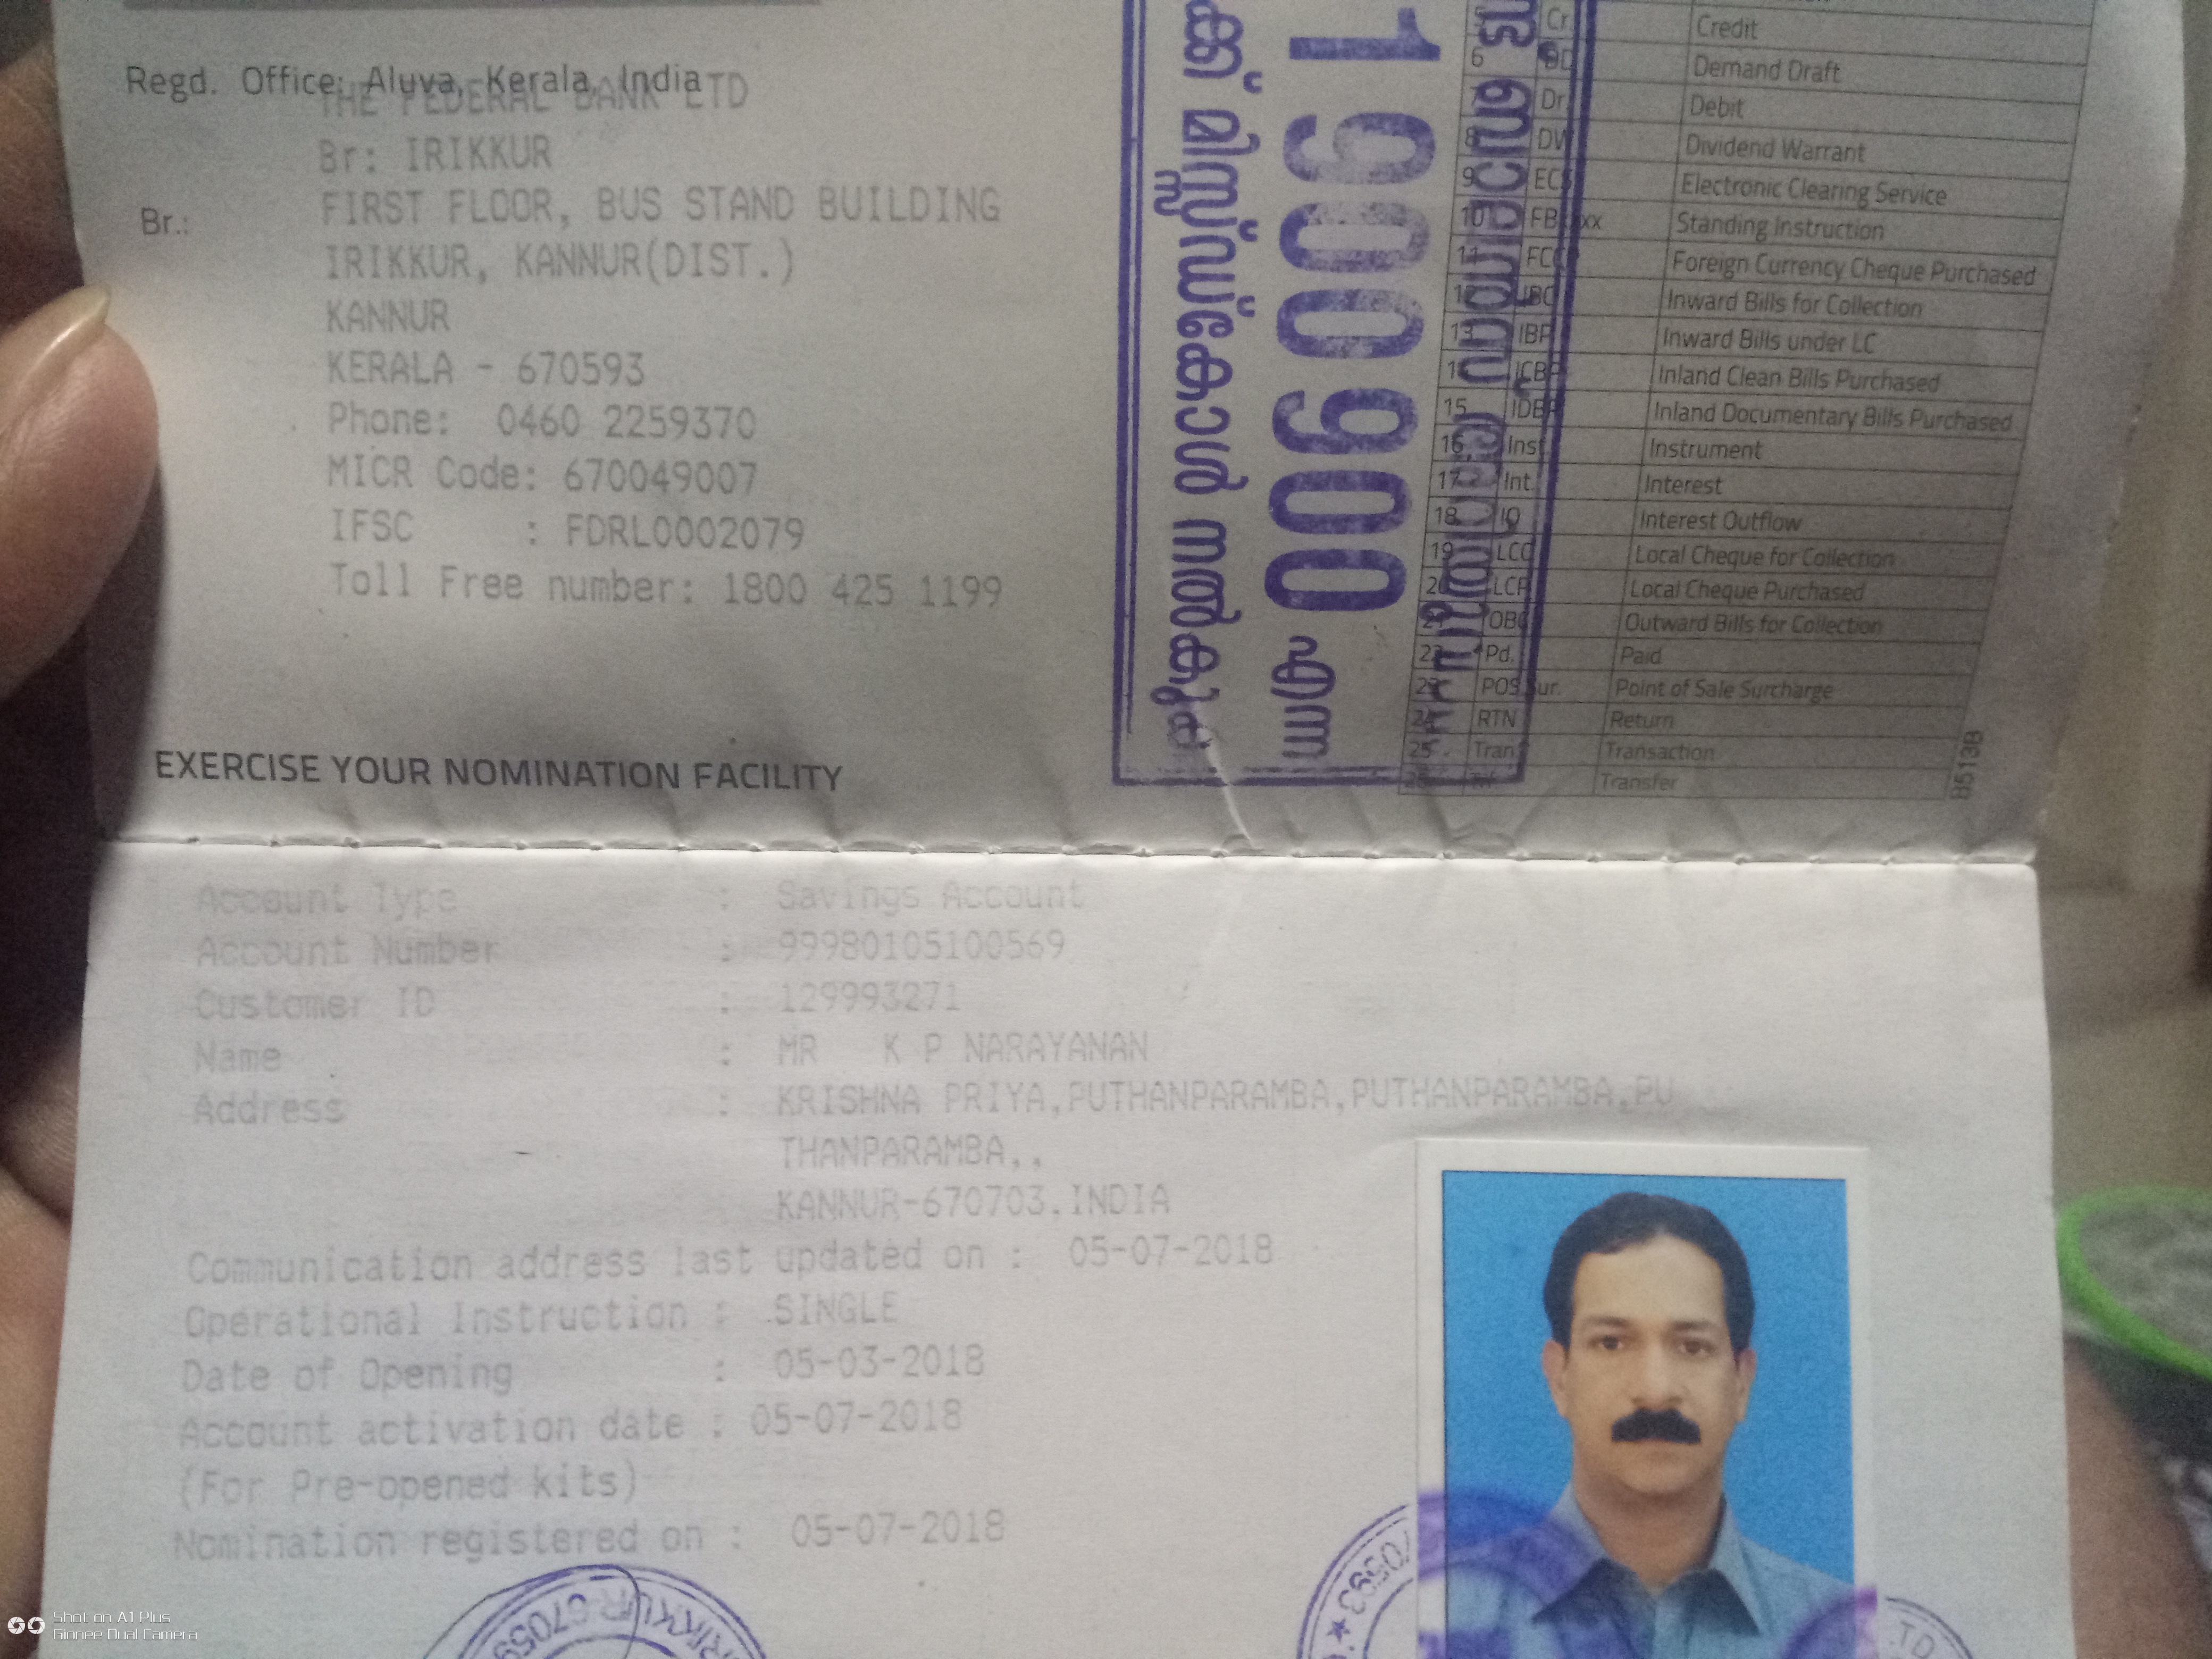 Regd. Office: Aluva, Kerala, India
THE FEDERAL BANK LTD
Br: IRIKKUR
Br.:
FIRST FLOOR, BUS STAND BUILDING
IRIKKUR, KANNUR(DIST.)
KANNUR
KERALA - 670593
Phone: 0460 2259370
MICR Code: 670049007
IFSC : FDRL0002079
Toll Free number: 1800 425 1199
EXERCISE YOUR NOMINATION FACILITY
മിസ്സ്ഡ്കോൾ നൽകുക
1900900 എന്ന
5 Cr. Credit
6 DD Demand Draft
7 Dr. Debit
8 DW Dividend Warrant
9 ECS Electronic Clearing Service
10 Standing Instruction
11 Foreign Currency Cheque Purchased
12 IBC Inward Bills for Collection
13 IBP Inward Bills under LC
14 ICBP Inland Clean Bills Purchased
15 IDBP Inland Documentary Bills Purchased
16 Inst Instrument
17 Int. Interest
18 IO Interest Outflow
19 LCC Local Cheque for Collection
20 LCP Local Cheque Purchased
21 OBC Outward Bills for Collection
22 Pd. Paid
23 POS Sur. Point of Sale Surcharge
24 RTN Return
25 Tran Transaction
26 Transfer
B513B
Account Type : Savings Account
Account Number : 99980105100569
Customer ID : 129993271
Name : MR K P NARAYANAN
Address : KRISHNA PRIYA,PUTHANPARAMBA,PUTHANPARAMBA,PU
THANPARAMBA,,
KANNUR-670703.INDIA
Communication address last updated on : 05-07-2018
Operational Instruction : SINGLE
Date of Opening : 05-03-2018
Account activation date : 05-07-2018
(For Pre-opened kits)
Nomination registered on : 05-07-2018
IRIKKUR-67059
70593 ★
LTD
Shot on A1 Plus
Gionee Dual Camera